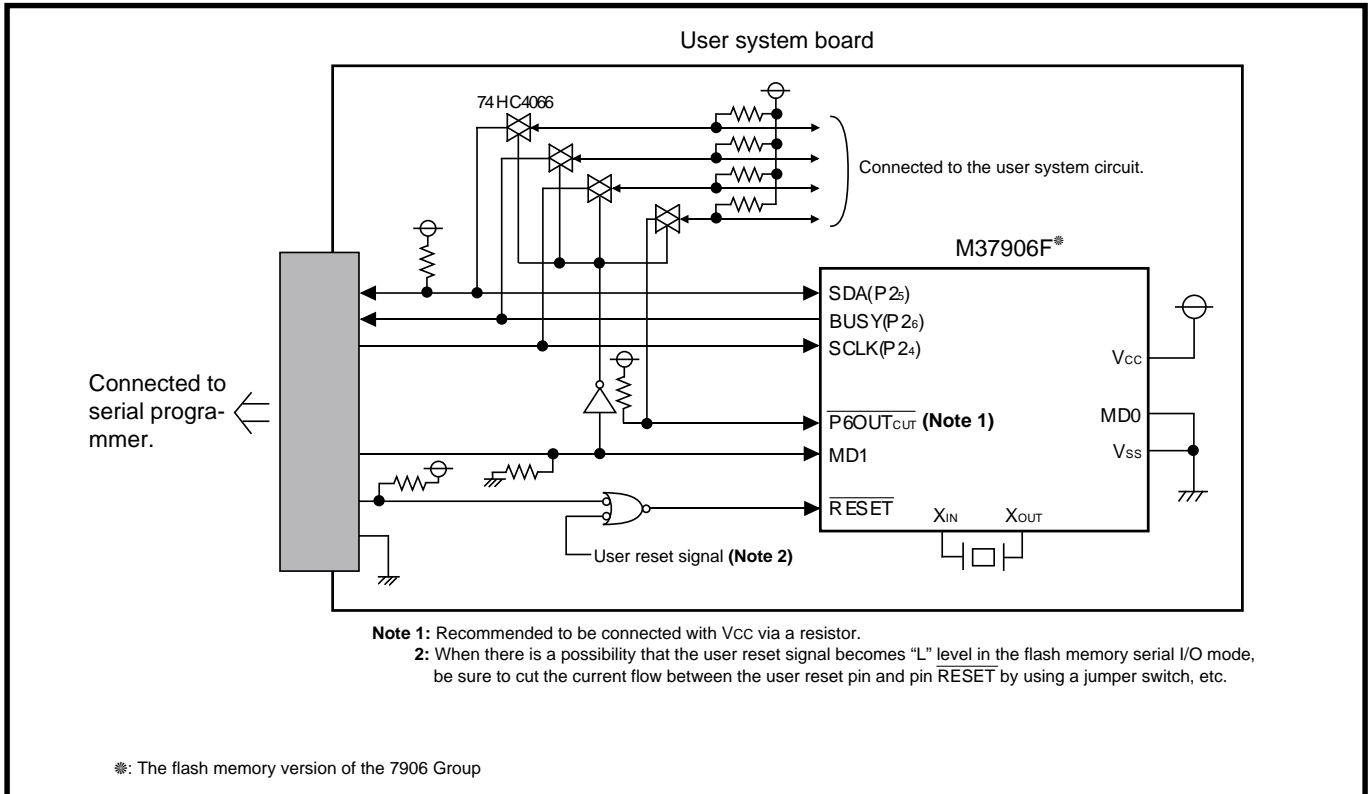 User system board
74HC4066
Connected to the user system circuit.
M37906F✺
SDA(P25)
BUSY(P26)
SCLK(P24)
VCC
Connected to
serial progra-
mmer.
P6OUTCUT (Note 1)
MD0
MD1
VSS
RESET
XIN XOUT
User reset signal (Note 2)
Note 1: Recommended to be connected with VCC via a resistor.
2: When there is a possibility that the user reset signal becomes “L” level in the flash memory serial I/O mode,
be sure to cut the current flow between the user reset pin and pin RESET by using a jumper switch, etc.
✺: The flash memory version of the 7906 Group